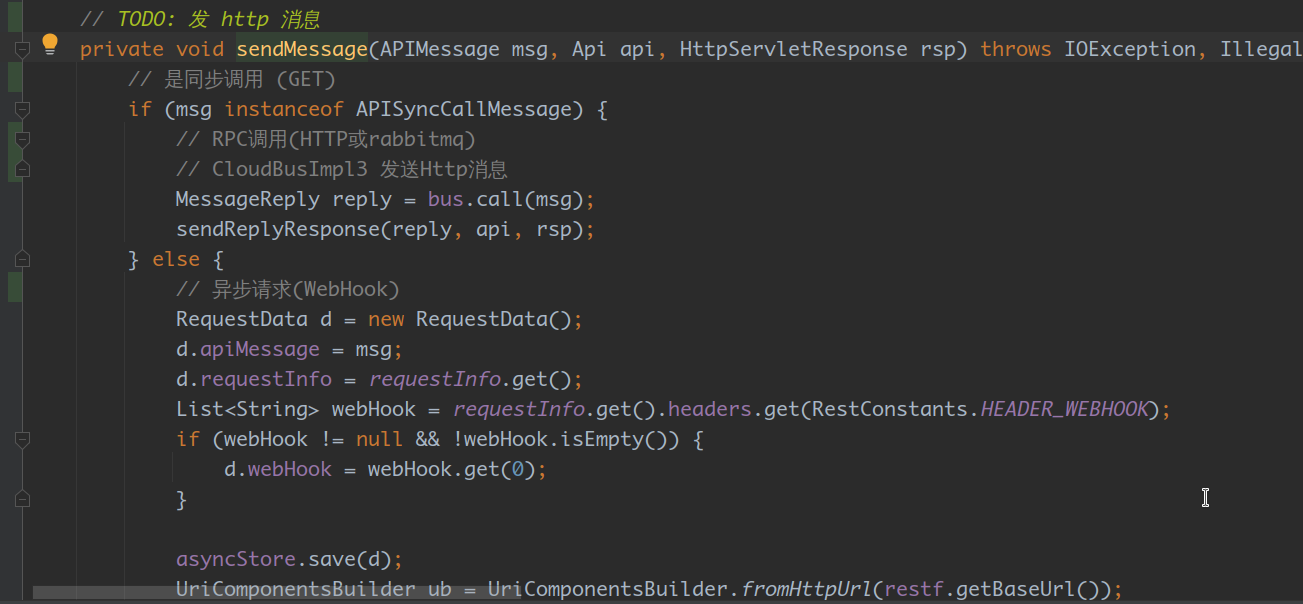 // TODO: 发 http 消息
private void sendMessage(APIMessage msg, Api api, HttpServletResponse rsp) throws IOException, Illegal
// 是同步调用 (GET)
if (msg instanceof APISyncCallMessage) {
// RPC调用(HTTP或rabbitmq)
// CloudBusImpl3 发送Http消息
MessageReply reply = bus.call(msg);
sendReplyResponse(reply, api, rsp);
} else {
// 异步请求(WebHook)
RequestData d = new RequestData();
d.apiMessage = msg;
d.requestInfo = requestInfo.get();
List<String> webHook = requestInfo.get().headers.get(RestConstants.HEADER_WEBHOOK);
if (webHook != null && !webHook.isEmpty()) {
d.webHook = webHook.get(0);
}
asyncStore.save(d);
UriComponentsBuilder ub = UriComponentsBuilder.fromHttpUrl(restf.getBaseUrl());